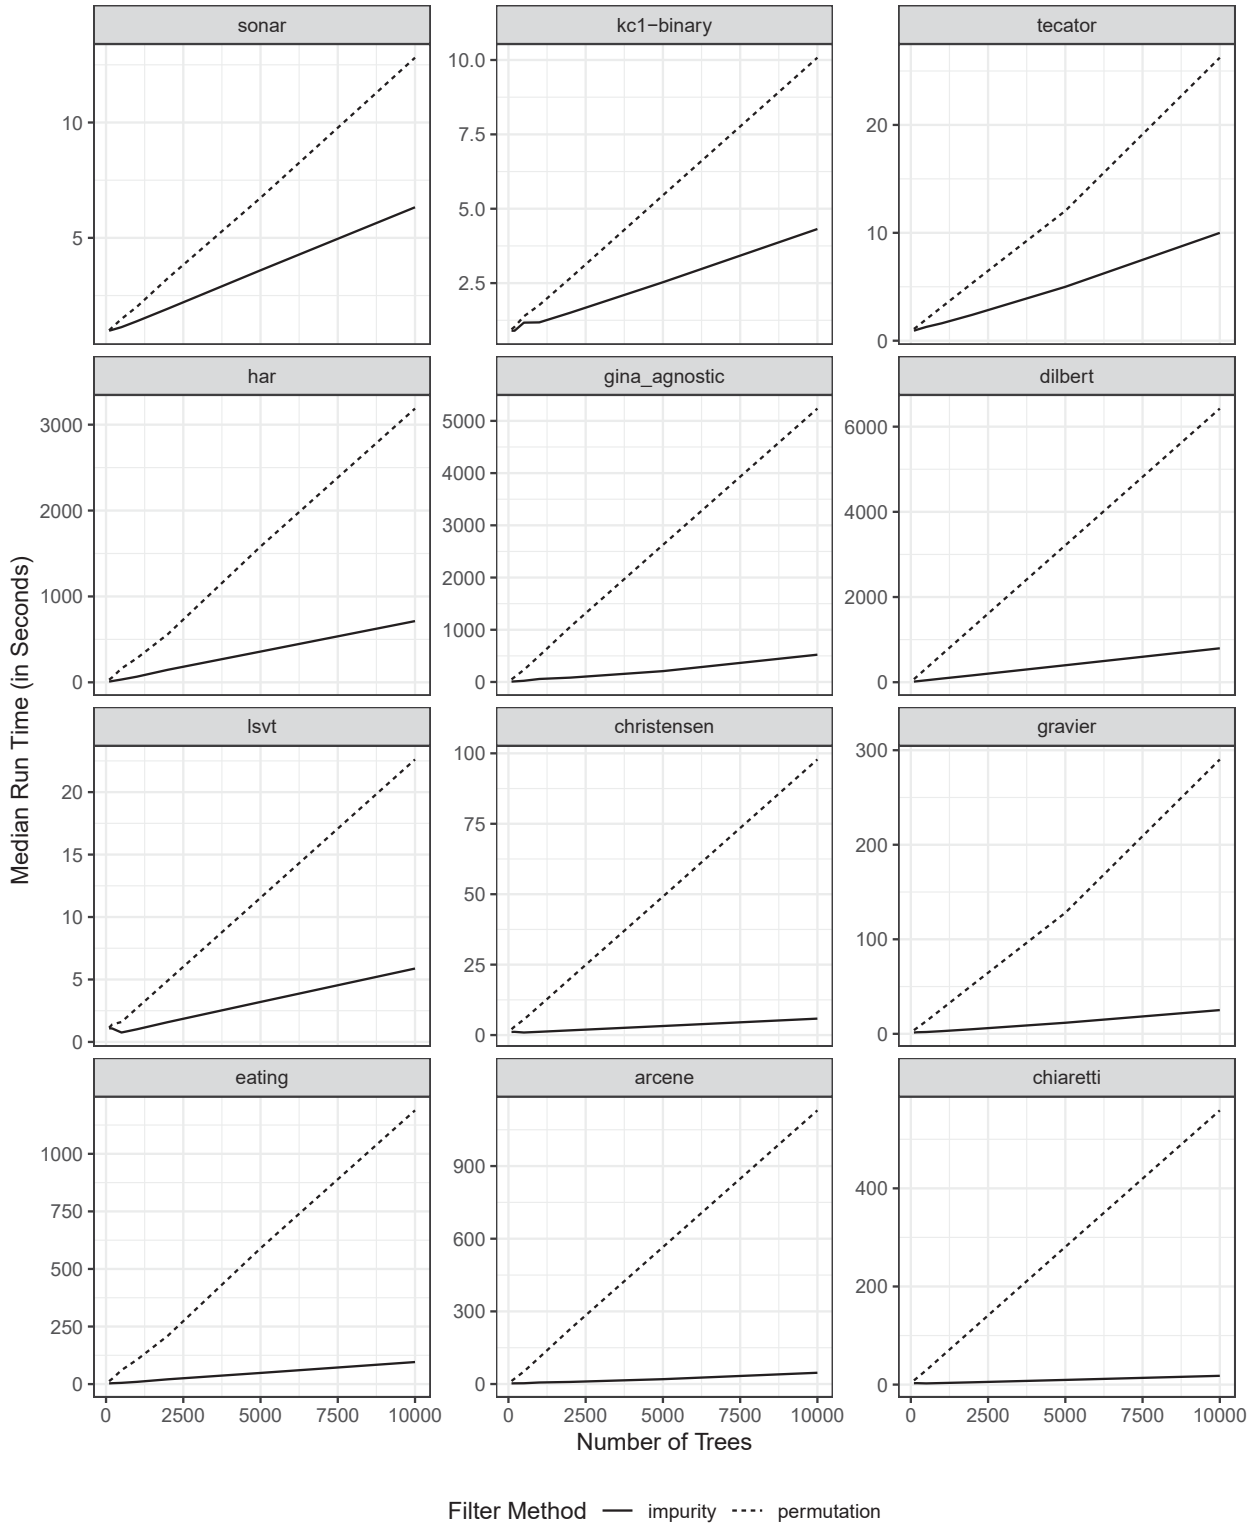 sonar
kc1−binary
tecator
10
5
10.0
7.5
5.0
2.5
20
10
0
har
gina_agnostic
dilbert
3000
2000
1000
0
5000
4000
3000
2000
1000
0
6000
4000
2000
0
lsvt
christensen
gravier
20
15
10
5
0
100
75
50
25
0
300
200
100
0
eating
arcene
chiaretti
1000
750
500
250
0
900
600
300
0
400
200
0
0 2500 5000 7500 10000
0 2500 5000 7500 10000
0 2500 5000 7500 10000
Median Run Time (in Seconds)
Number of Trees
Filter Method impurity permutation